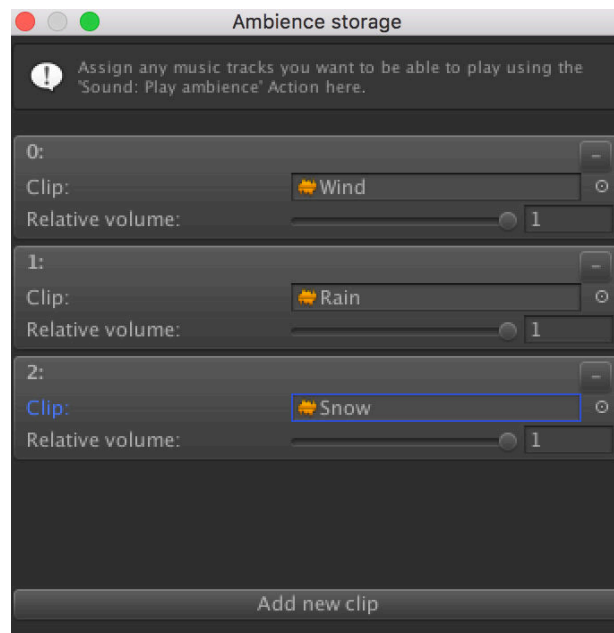 Ambience storage
Assign any music tracks you want to be able to play using the
'Sound: Play ambience' Action here.
0:
Clip: Wind
Relative volume: 1
1:
Clip: Rain
Relative volume: 1
2:
Clip: Snow
Relative volume: 1
Add new clip